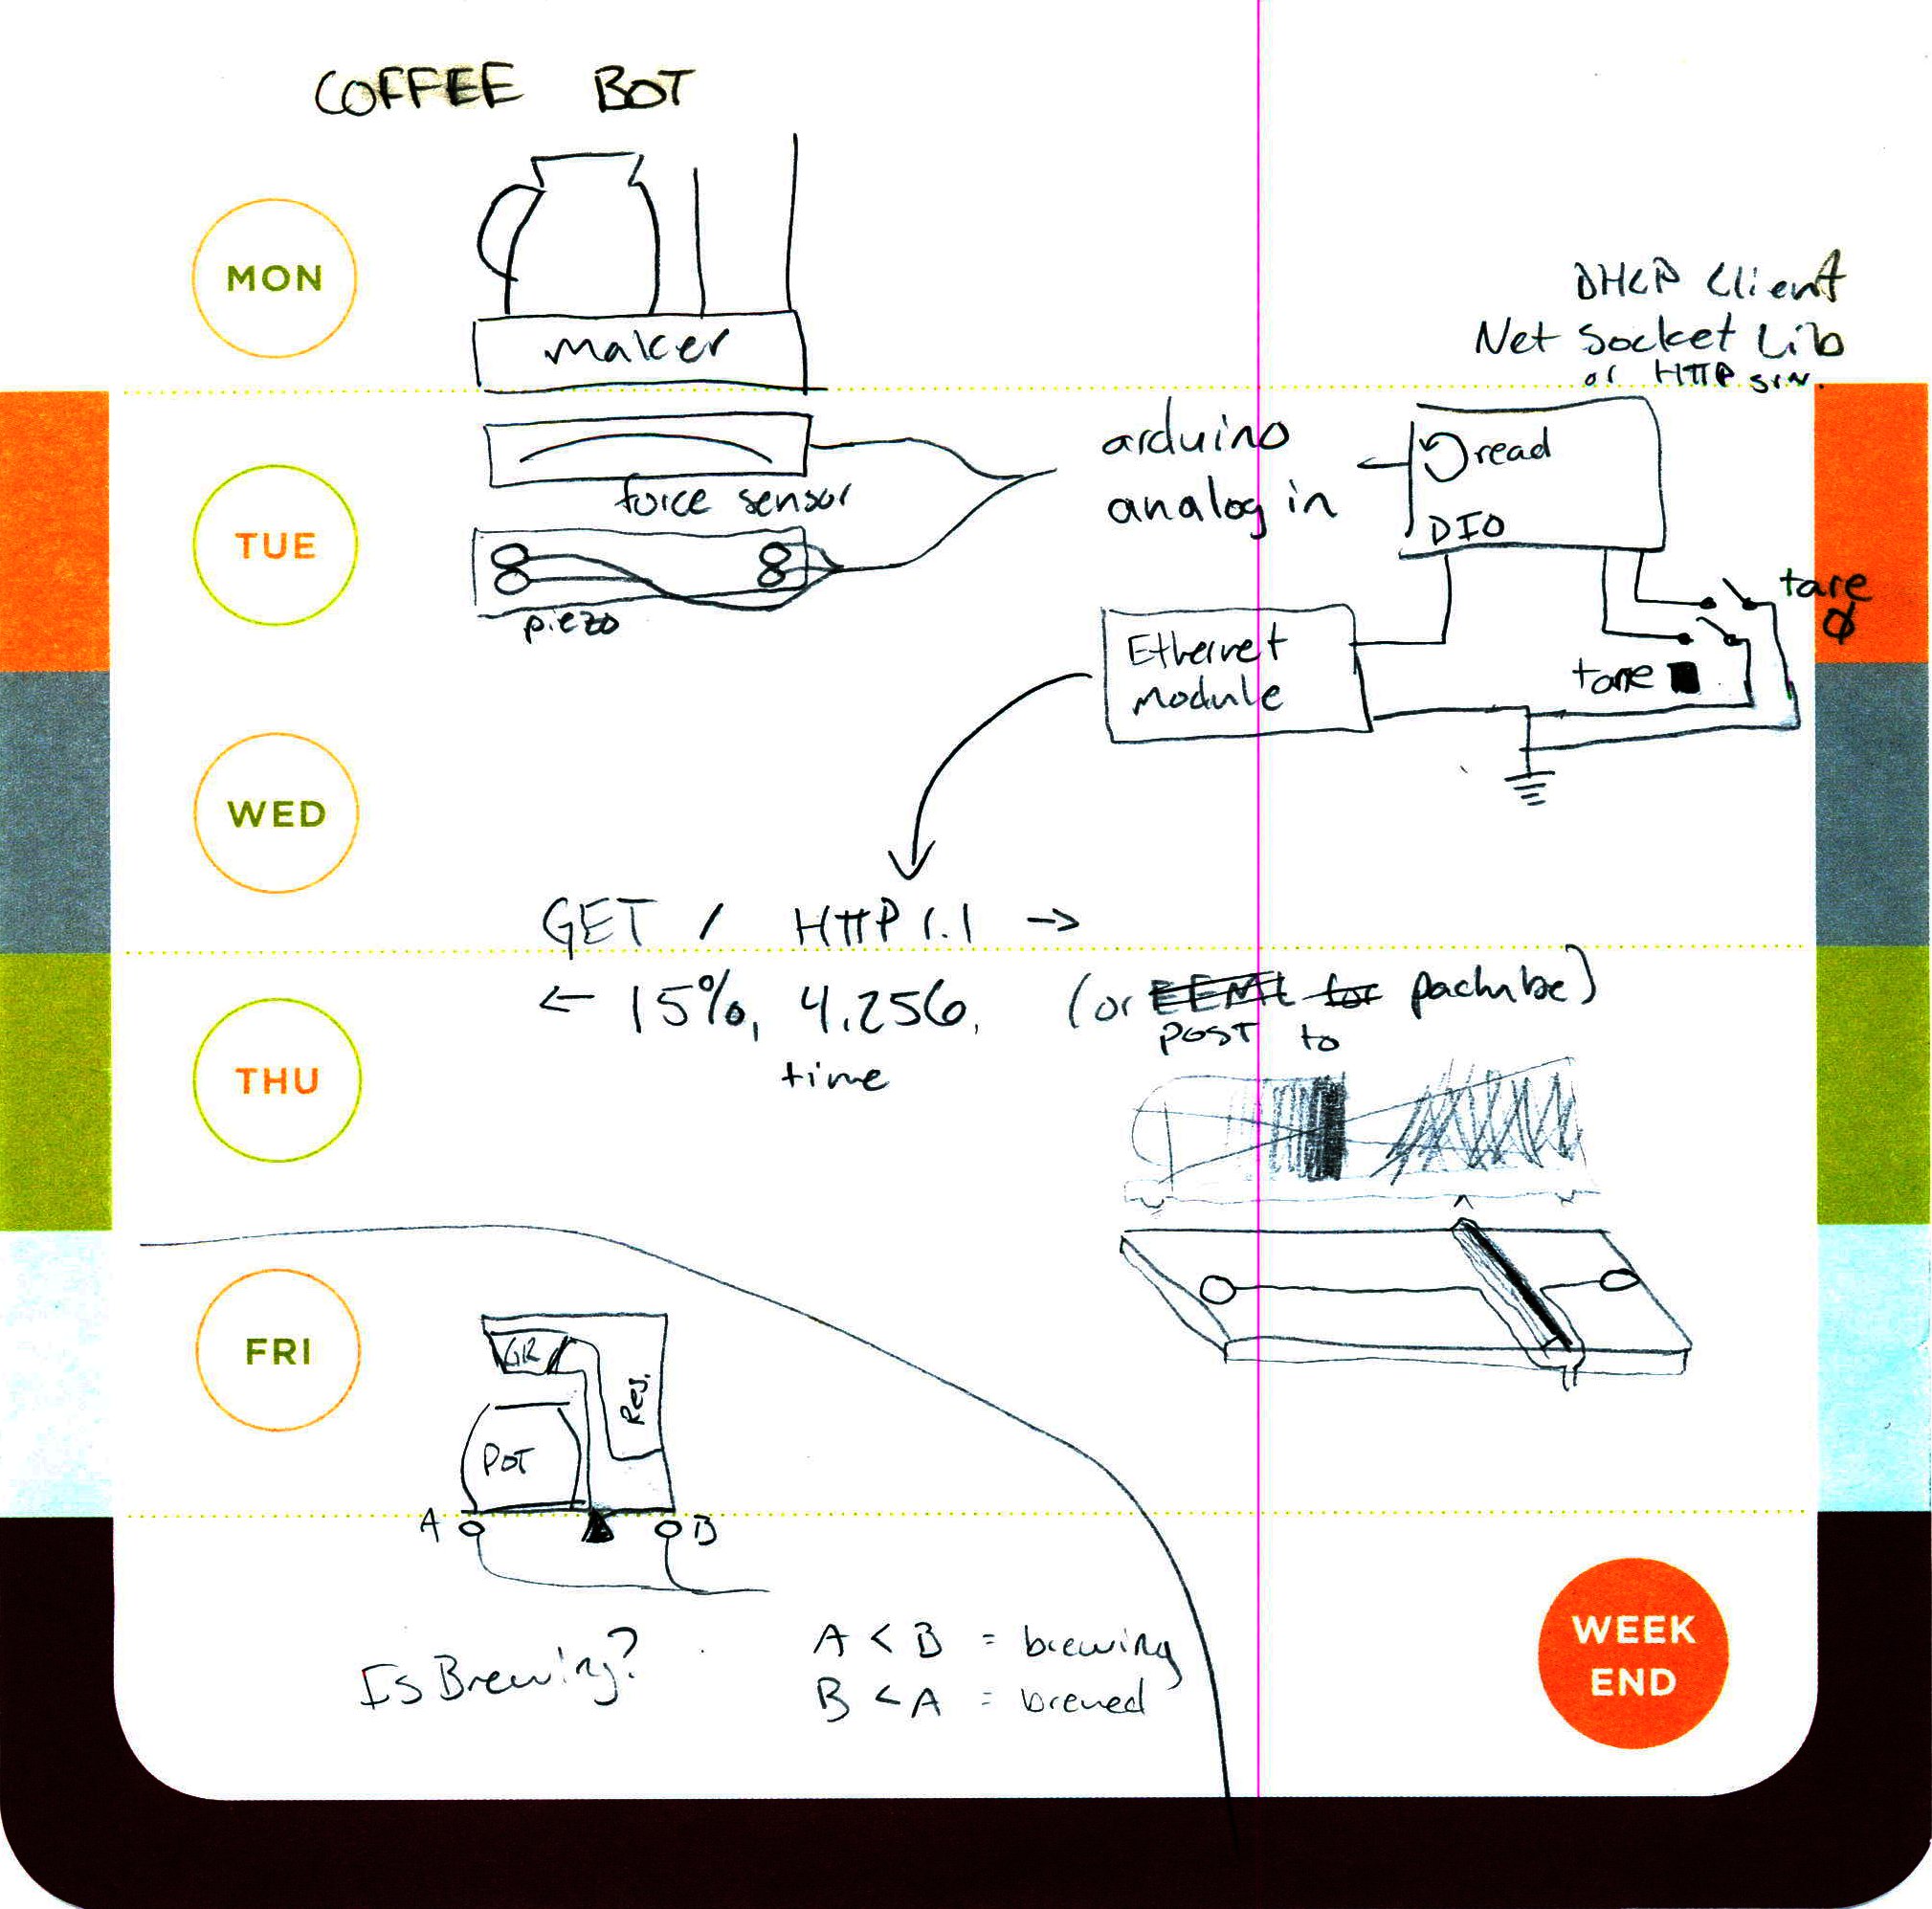 COFFEE BOT
MON
maker
DHCP Client
Net Socket Lib
or HTTP srv.
TUE
force sensor
piezo
arduino
analog in
read
DIO
tare
Ø
tare
Ethernet
Module
WED
GET / HTTP 1.1 →
← 15%, 4.256, (or EEML for pachube)
POST to
time
THU
FRI
GR
Res.
POT
A
B
IsBrewing?
A < B = brewing
B < A = brewed
WEEK
END